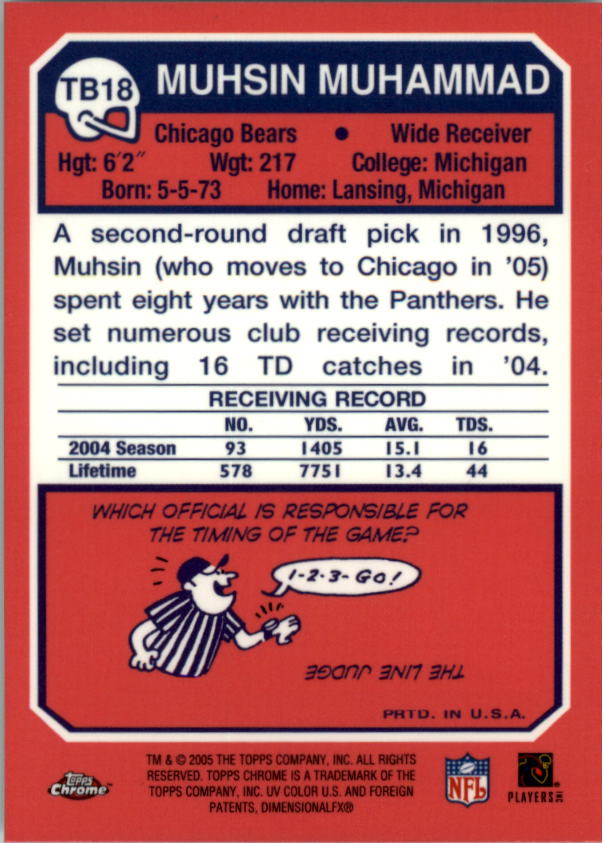 TB18 MUHSIN MUHAMMAD
Chicago Bears • Wide Receiver
Hgt: 6'2" Wgt: 217 College: Michigan
Born: 5-5-73 Home: Lansing, Michigan
A second-round draft pick in 1996,
Muhsin (who moves to Chicago in '05)
spent eight years with the Panthers. He
set numerous club receiving records,
including 16 TD catches in '04.
RECEIVING RECORD
NO. YDS. AVG. TDS.
2004 Season 93 1405 15.1 16
Lifetime 578 7751 13.4 44
WHICH OFFICIAL IS RESPONSIBLE FOR
THE TIMING OF THE GAME?
1-2-3-GO!
THE LINE JUDGE
PRTD. IN U.S.A.
TM & © 2005 THE TOPPS COMPANY, INC. ALL RIGHTS
RESERVED. TOPPS CHROME IS A TRADEMARK OF THE
TOPPS COMPANY, INC. UV COLOR U.S. AND FOREIGN
PATENTS, DIMENSIONALFX®
Topps
Chrome™
NFL
PLAYERS INC